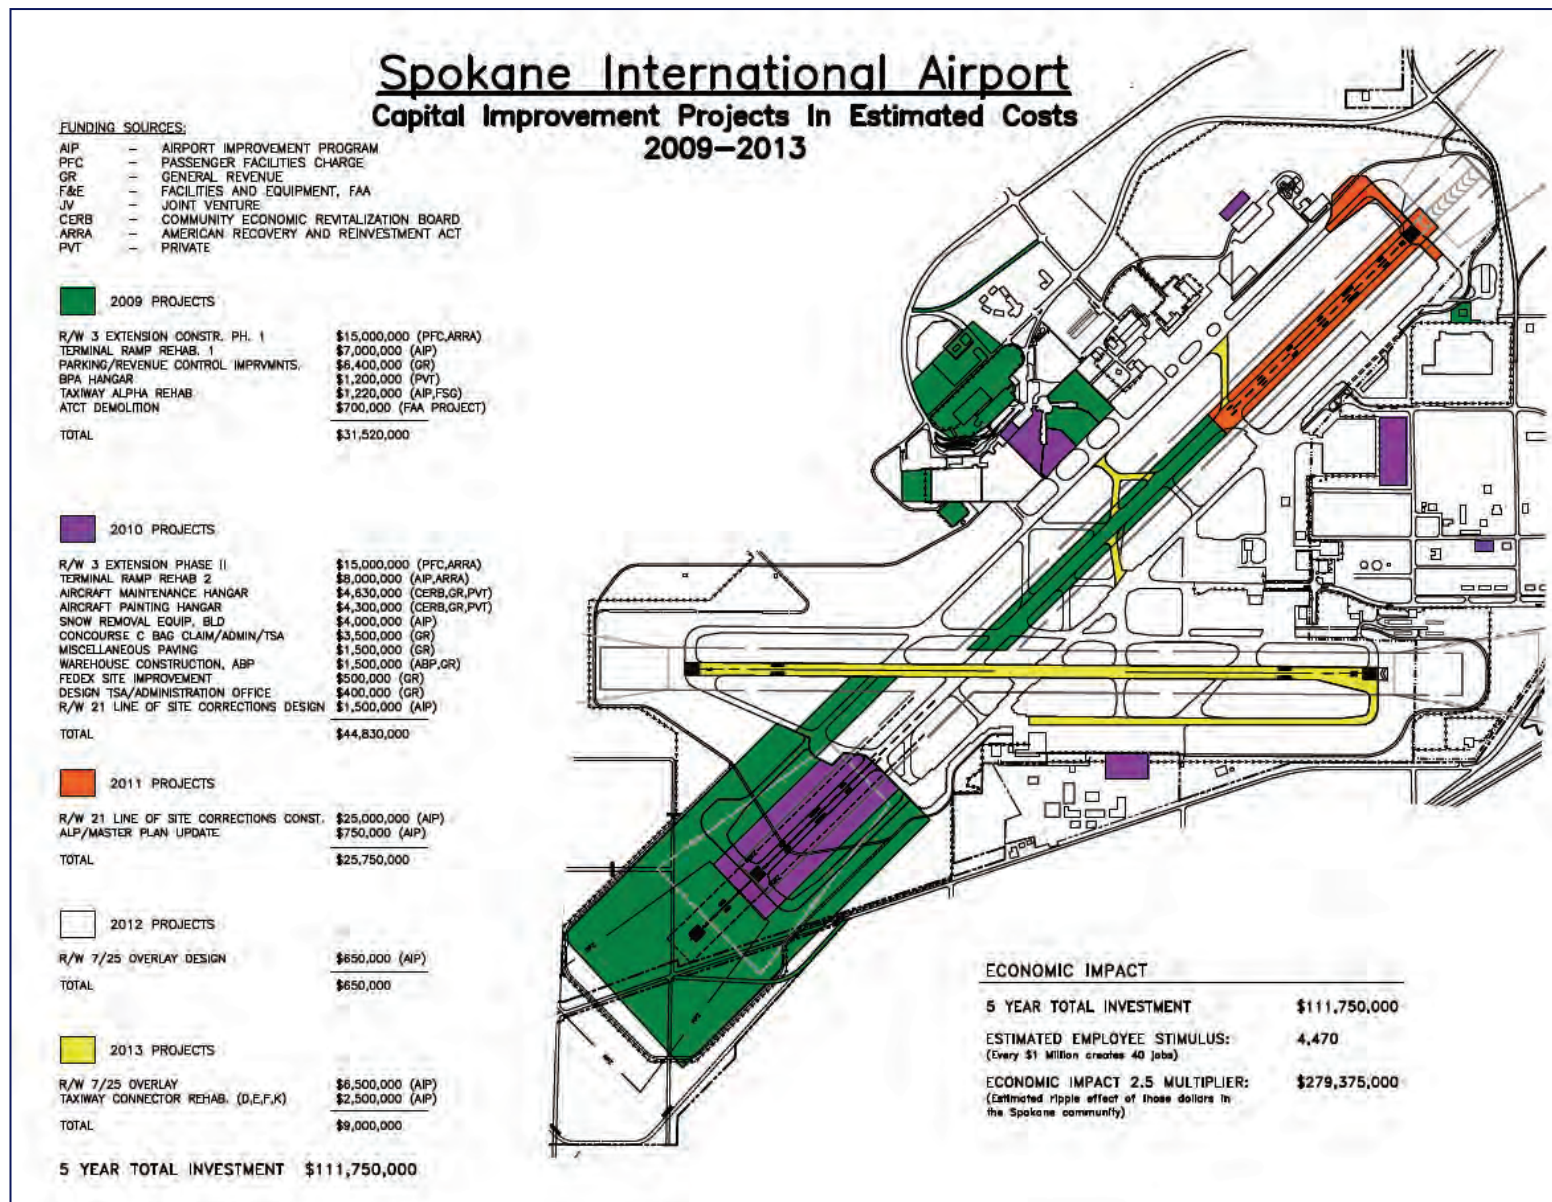 Spokane International Airport
Capital Improvement Projects In Estimated Costs
2009-2013
FUNDING SOURCES:
AIP - AIRPORT IMPROVEMENT PROGRAM
PFC - PASSENGER FACILITIES CHARGE
GR - GENERAL REVENUE
F&E - FACILITIES AND EQUIPMENT, FAA
JV - JOINT VENTURE
CERB - COMMUNITY ECONOMIC REVITALIZATION BOARD
ARRA - AMERICAN RECOVERY AND REINVESTMENT ACT
PVT - PRIVATE
2009 PROJECTS
R/W 3 EXTENSION CONSTR. PH. 1 $15,000,000 (PFC,ARRA)
TERMINAL RAMP REHAB. 1 $7,000,000 (AIP)
PARKING/REVENUE CONTROL IMPRVMNTS. $6,400,000 (GR)
BPA HANGAR $1,200,000 (PVT)
TAXIWAY ALPHA REHAB $1,220,000 (AIP,FSG)
ATCT DEMOLITION $700,000 (FAA PROJECT)
TOTAL $31,520,000
2010 PROJECTS
R/W 3 EXTENSION PHASE II $15,000,000 (PFC,ARRA)
TERMINAL RAMP REHAB 2 $8,000,000 (AIP,ARRA)
AIRCRAFT MAINTENANCE HANGAR $4,630,000 (CERB,GR,PVT)
AIRCRAFT PAINTING HANGAR $4,300,000 (CERB,GR,PVT)
SNOW REMOVAL EQUIP. BLD $4,000,000 (AIP)
CONCOURSE C BAG CLAIM/ADMIN/TSA $3,500,000 (GR)
MISCELLANEOUS PAVING $1,500,000 (GR)
WAREHOUSE CONSTRUCTION, ABP $1,500,000 (ABP,GR)
FEDEX SITE IMPROVEMENT $500,000 (GR)
DESIGN TSA/ADMINISTRATION OFFICE $400,000 (GR)
R/W 21 LINE OF SITE CORRECTIONS DESIGN $1,500,000 (AIP)
TOTAL $44,830,000
2011 PROJECTS
R/W 21 LINE OF SITE CORRECTIONS CONST. $25,000,000 (AIP)
ALP/MASTER PLAN UPDATE $750,000 (AIP)
TOTAL $25,750,000
2012 PROJECTS
R/W 7/25 OVERLAY DESIGN $650,000 (AIP)
TOTAL $650,000
2013 PROJECTS
R/W 7/25 OVERLAY $6,500,000 (AIP)
TAXIWAY CONNECTOR REHAB. (D,E,F,K) $2,500,000 (AIP)
TOTAL $9,000,000
5 YEAR TOTAL INVESTMENT $111,750,000
ECONOMIC IMPACT
5 YEAR TOTAL INVESTMENT $111,750,000
ESTIMATED EMPLOYEE STIMULUS: 4,470
(Every $1 Million creates 40 jobs)
ECONOMIC IMPACT 2.5 MULTIPLIER: $279,375,000
(Estimated ripple effect of those dollars in
the Spokane community)